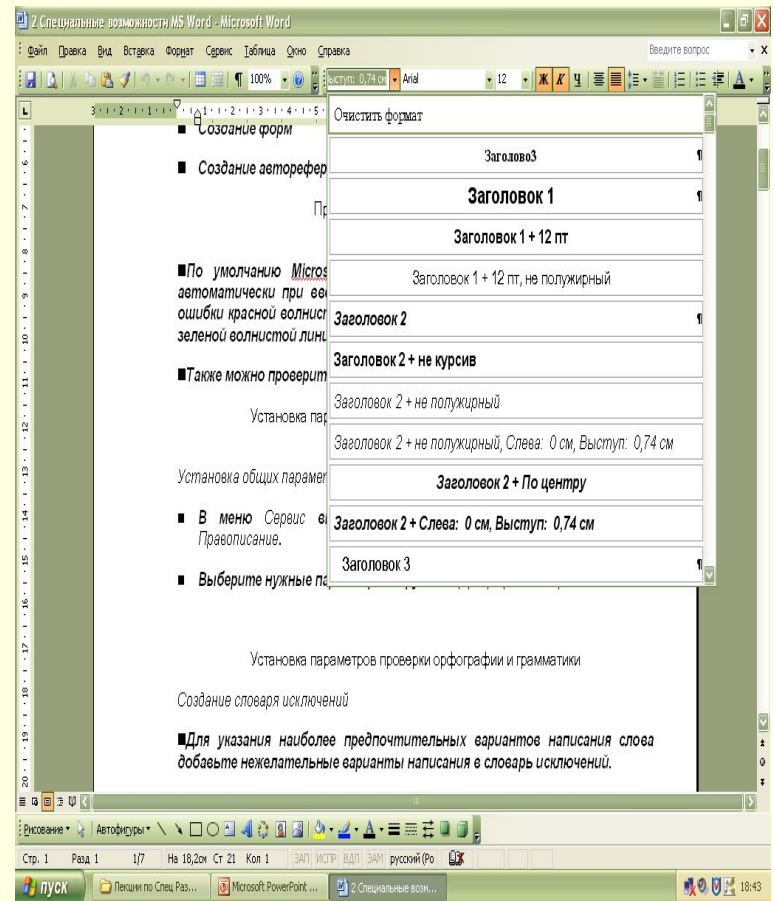 2 Специальные возможности MS Word - Microsoft Word
Файл Правка Вид Вставка Формат Сервис Таблица Окно Справка Введите вопрос
100% Выступ: 0,74 см Arial 12 Ж К Ч
Очистить формат
Заголово3 ¶
Заголовок 1 ¶
Заголовок 1 + 12 пт
Заголовок 1 + 12 пт, не полужирный
Заголовок 2 ¶
Заголовок 2 + не курсив
Заголовок 2 + не полужирный
Заголовок 2 + не полужирный, Слева: 0 см, Выступ: 0,74 см
Заголовок 2 + По центру
Заголовок 2 + Слева: 0 см, Выступ: 0,74 см
Заголовок 3 ¶
Создание форм
Создание авторефер
Пр
По умолчанию Micros
автоматически при вв
ошибки красной волнист
зеленой волнистой лини
Также можно проверит
Установка пар
Установка общих парамет
В меню Сервис в
Правописание.
Выберите нужные па
Установка параметров проверки орфографии и грамматики
Создание словаря исключений
Для указания наиболее предпочтительных вариантов написания слова
добавьте нежелательные варианты написания в словарь исключений.
Рисование Автофигуры
Стр. 1 Разд 1 1/7 На 18,2см Ст 21 Кол 1 ЗАП ИСПР ВДЛ ЗАМ русский (Ро
пуск Лекции по Спец Раз... Microsoft PowerPoint ... 2 Специальные возм... 18:43